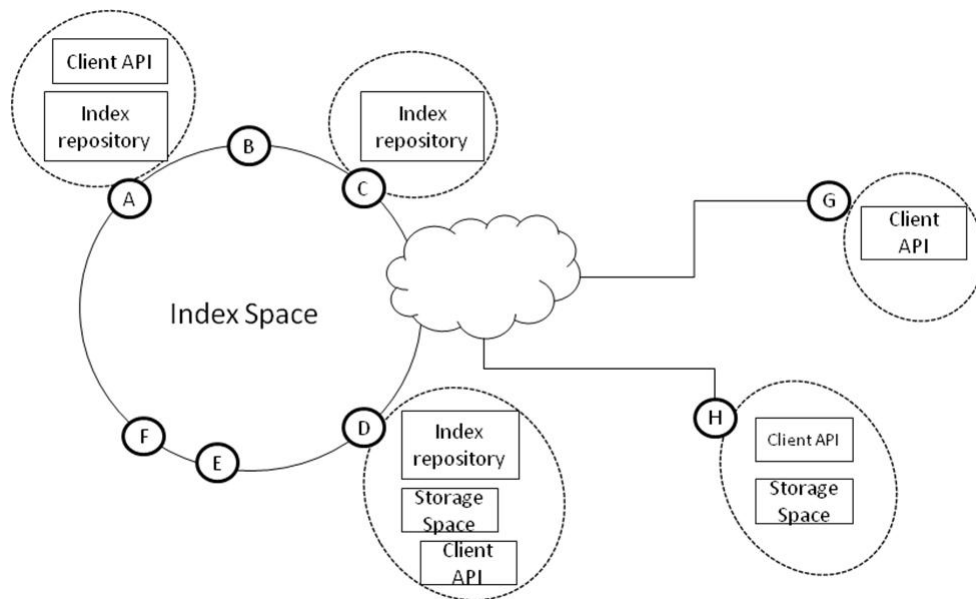 Client API
Index
repository
A
B
Index
repository
C
G
Client
API
Index Space
F
E
D
Index
repository
Storage
Space
Client
API
H
Client API
Storage
Space